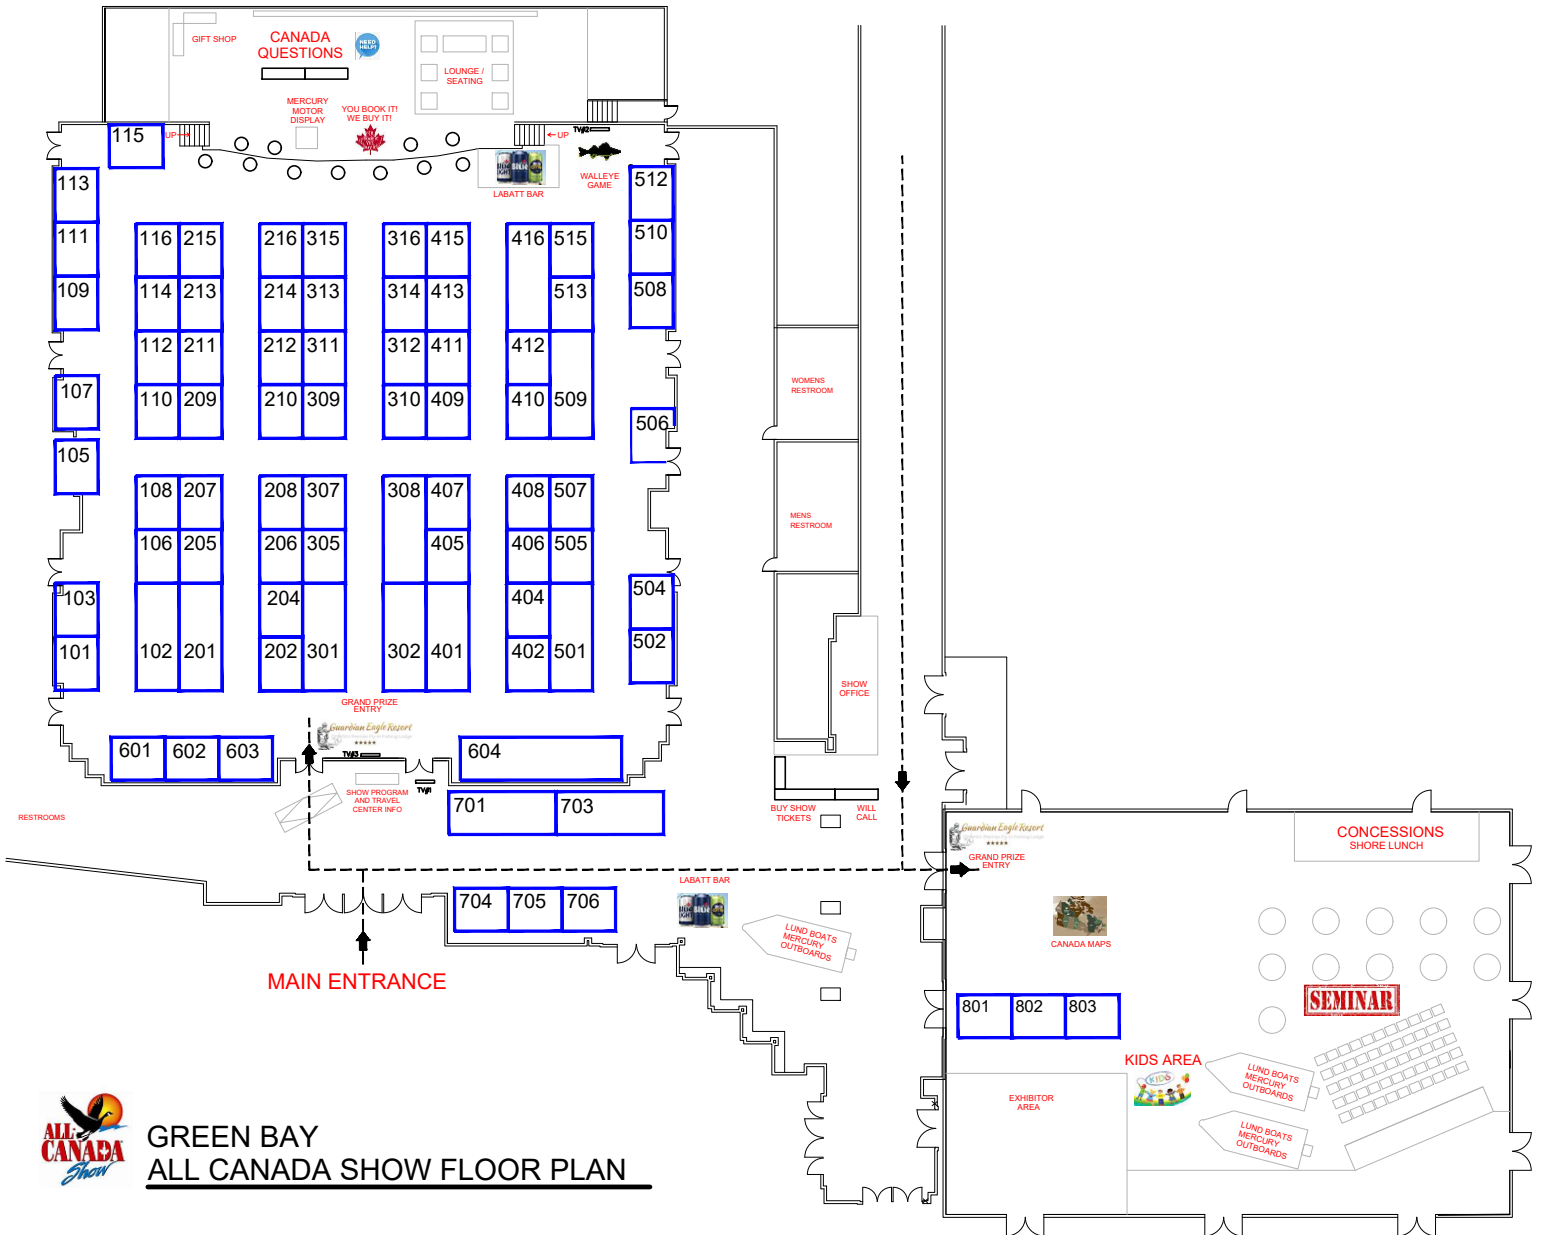 GIFT SHOP
CANADA
QUESTIONS
NEED
HELP?
LOUNGE /
SEATING
MERCURY
MOTOR
DISPLAY
YOU BOOK IT!
WE BUY IT!
UP
UP
TV#2
LABATT BAR
WALLEYE
GAME
115
113
111
109
107
105
103
101
116 215
114 213
112 211
110 209
108 207
106 205
102 201
216 315
214 313
212 311
210 309
208 307
206 305
204
202 301
316 415
314 413
312 411
310 409
308 407
405
302 401
416 515
513
412
410 509
408 507
406 505
404
402 501
512
510
508
506
504
502
GRAND PRIZE
ENTRY
Guardian Eagle Resort
TV#3
TV#1
601 602 603
604
SHOW PROGRAM
AND TRAVEL
CENTER INFO
701 703
704 705 706
RESTROOMS
MAIN ENTRANCE
LABATT BAR
LUND BOATS
MERCURY
OUTBOARDS
WOMENS
RESTROOM
MENS
RESTROOM
SHOW
OFFICE
BUY SHOW
TICKETS
WILL
CALL
Guardian Eagle Resort
GRAND PRIZE
ENTRY
CONCESSIONS
SHORE LUNCH
CANADA MAPS
801 802 803
SEMINAR
KIDS AREA
KIDS
LUND BOATS
MERCURY
OUTBOARDS
LUND BOATS
MERCURY
OUTBOARDS
EXHIBITOR
AREA
ALL
CANADA
Show
GREEN BAY
ALL CANADA SHOW FLOOR PLAN